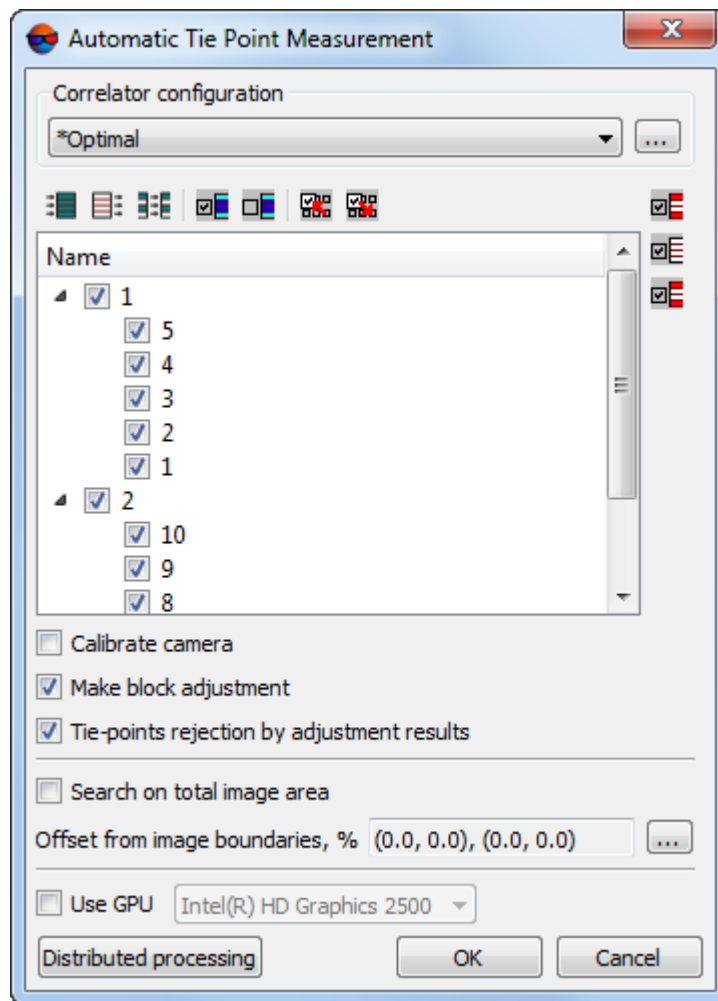 Automatic Tie Point Measurement
Correlator configuration
*Optimal
...
Name
1
5
4
3
2
1
2
10
9
8
Calibrate camera
Make block adjustment
Tie-points rejection by adjustment results
Search on total image area
Offset from image boundaries, % (0.0, 0.0), (0.0, 0.0) ...
Use GPU Intel(R) HD Graphics 2500
Distributed processing OK Cancel